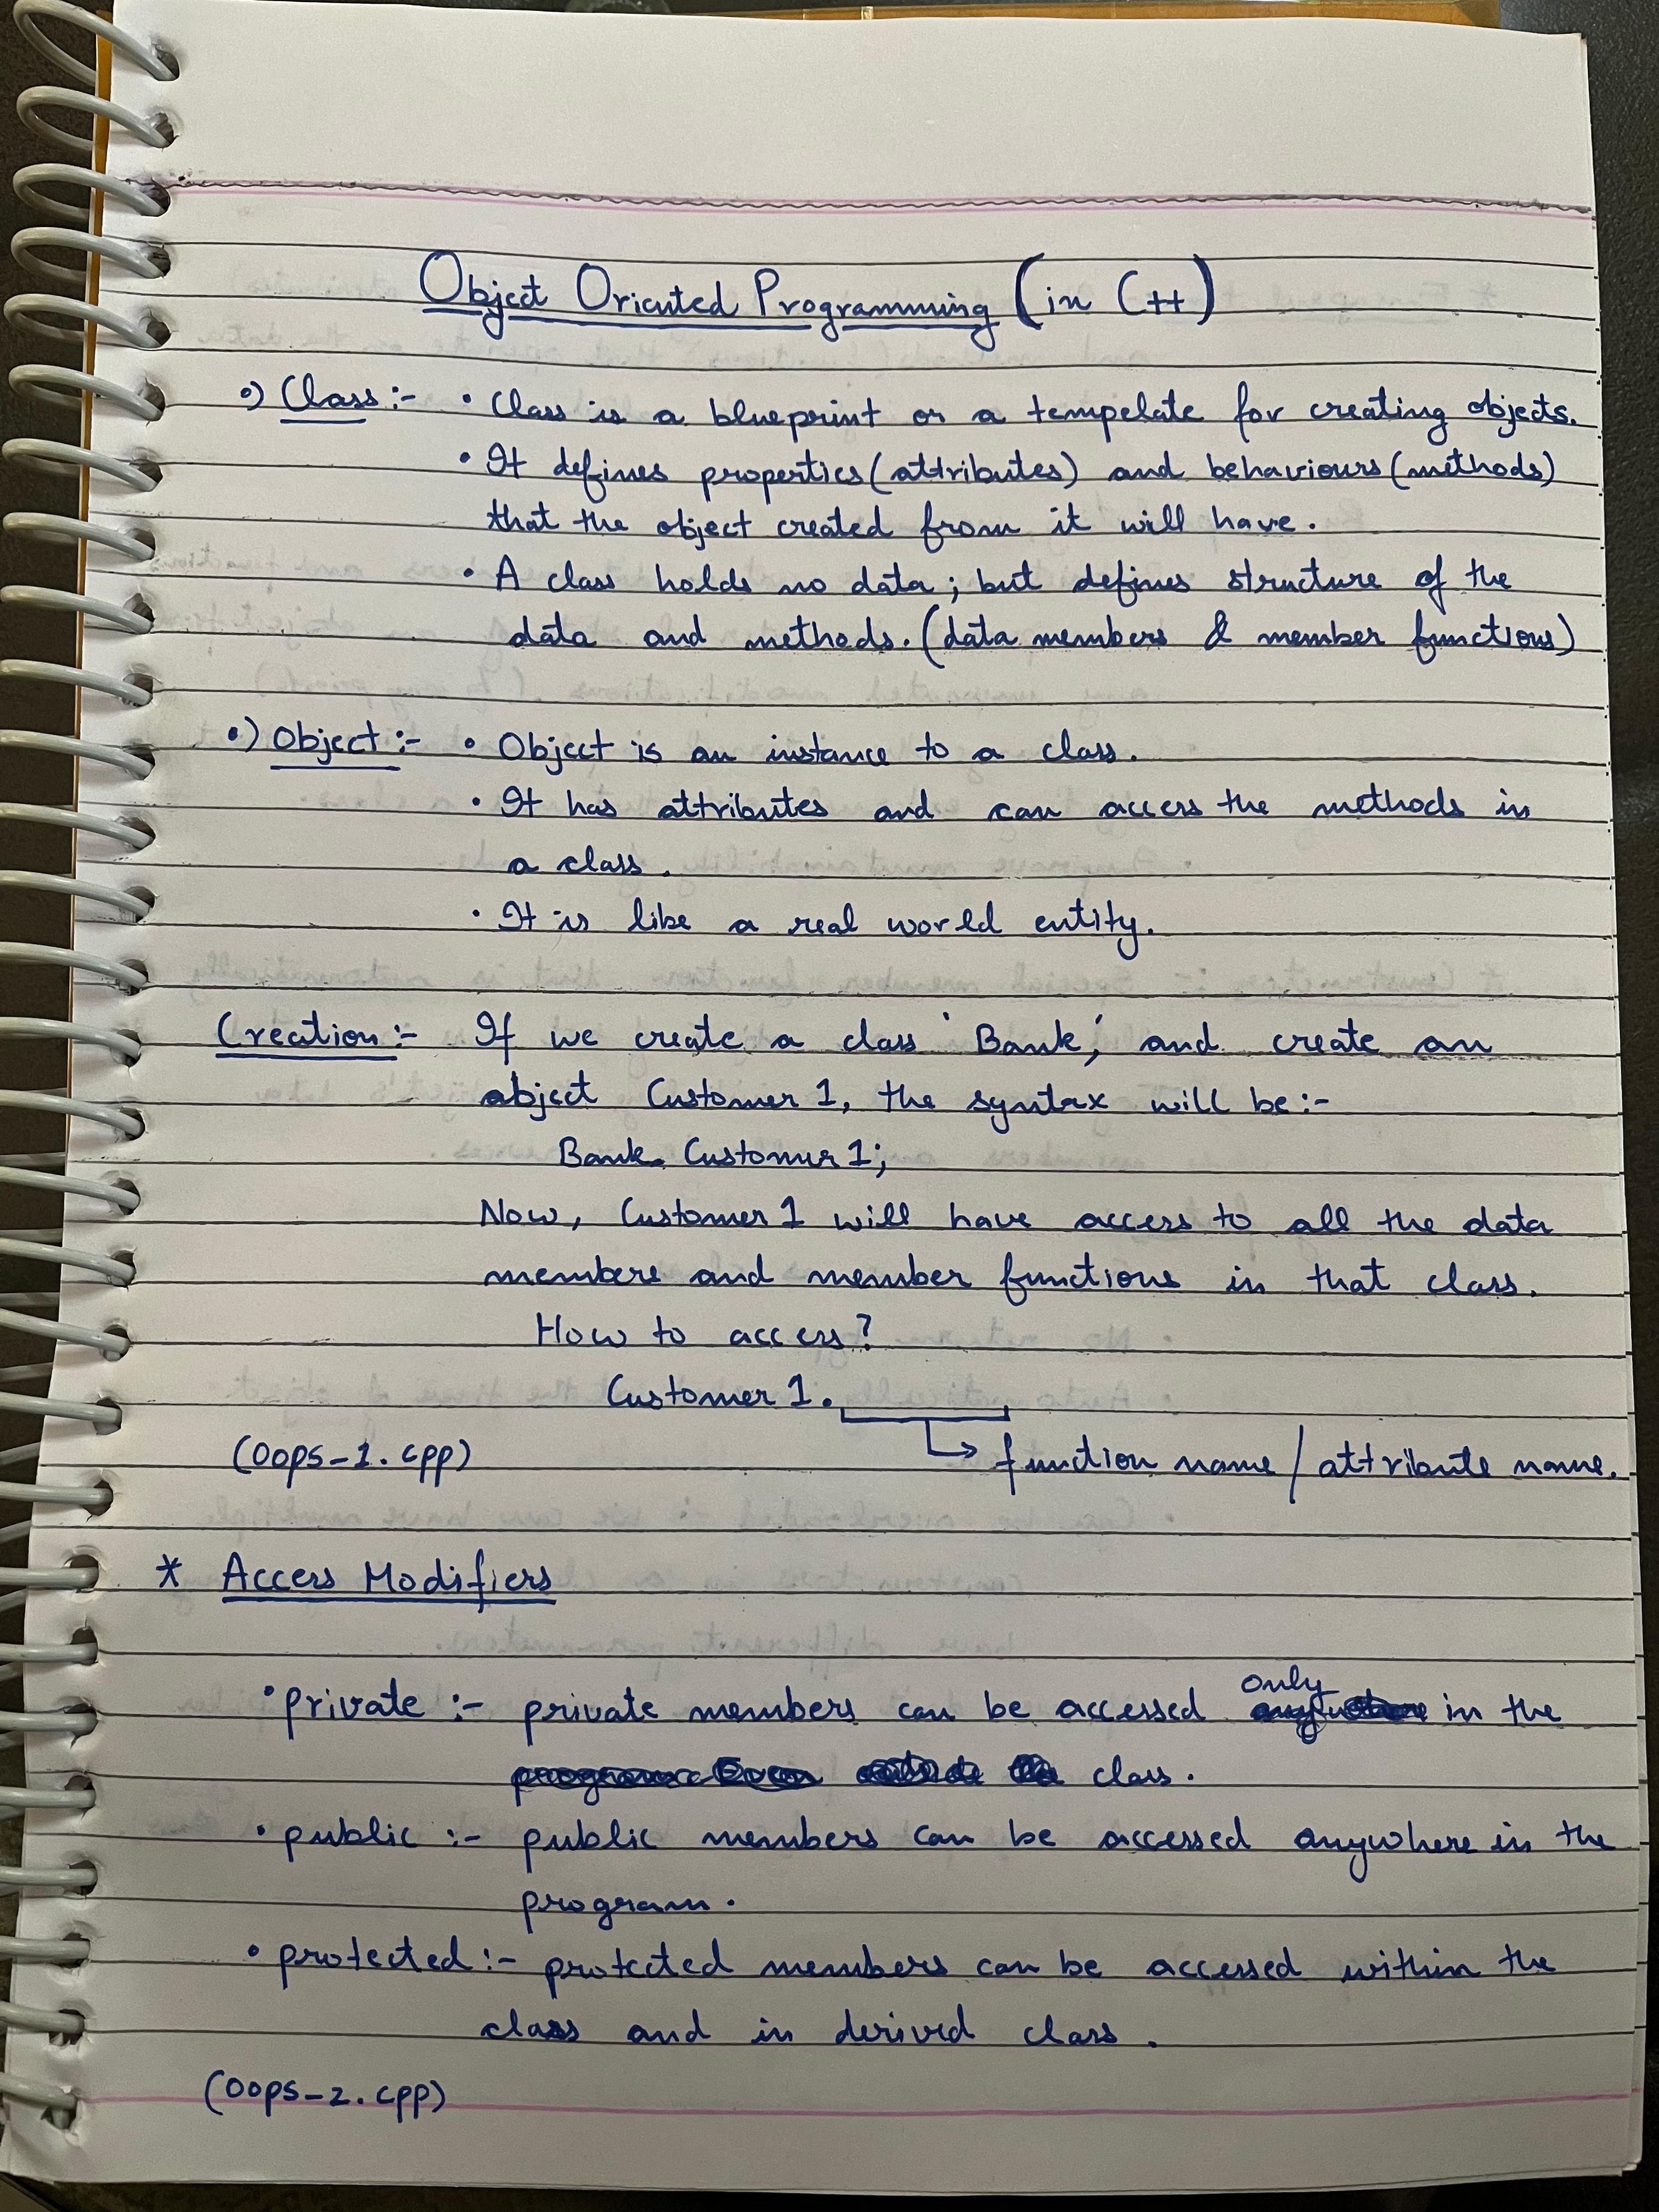 Object Oriented Programming (in C++)
•) Class :- • Class is a blueprint or a tempelate for creating objects.
• It defines properties (attributes) and behaviours (methods)
that the object created from it will have.
• A class holds no data ; but defines structure of the
data and methods. (data members & member functions)
•) Object :- • Object is an instance to a class.
• It has attributes and can access the methods in
a class.
• It is like a real world entity.
Creation :- If we create a class 'Bank', and create an
object Customer 1, the syntax will be :-
Bank Customer 1;
Now, Customer 1 will have access to all the data
members and member functions in that class.
How to access?
Customer 1.
(Oops-1.cpp) function name / attribute name.
* Access Modifiers
• private :- private members can be accessed only in the
class.
• public :- public members can be accessed anywhere in the
program.
• protected :- protected members can be accessed within the
class and in derived class.
(Oops-2.cpp)